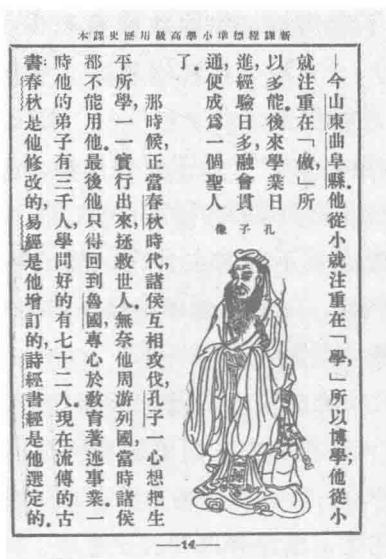 新課程標準小學高級用歷史課本
—今山東曲阜縣。他從小就注重在「學，」所以博學；他從小
就注重在「做，」所
以多能。後來學業日
進，經驗日多，融會貫
通，便成爲一個聖人
了。
孔子像
那時候，正當春秋時代，諸侯互相攻伐，孔子一心想把生
平所學，一一實行出來，拯救世人。無奈他周游列國，當時諸侯
都不能用他。最後他只得回到魯國，專心於敎育著述事業。一
時他的弟子有三千人，學問好的有七十二人。現在流傳的古
書，春秋是他修改的，易經是他增訂的，詩經書經是他選定的。
—14—